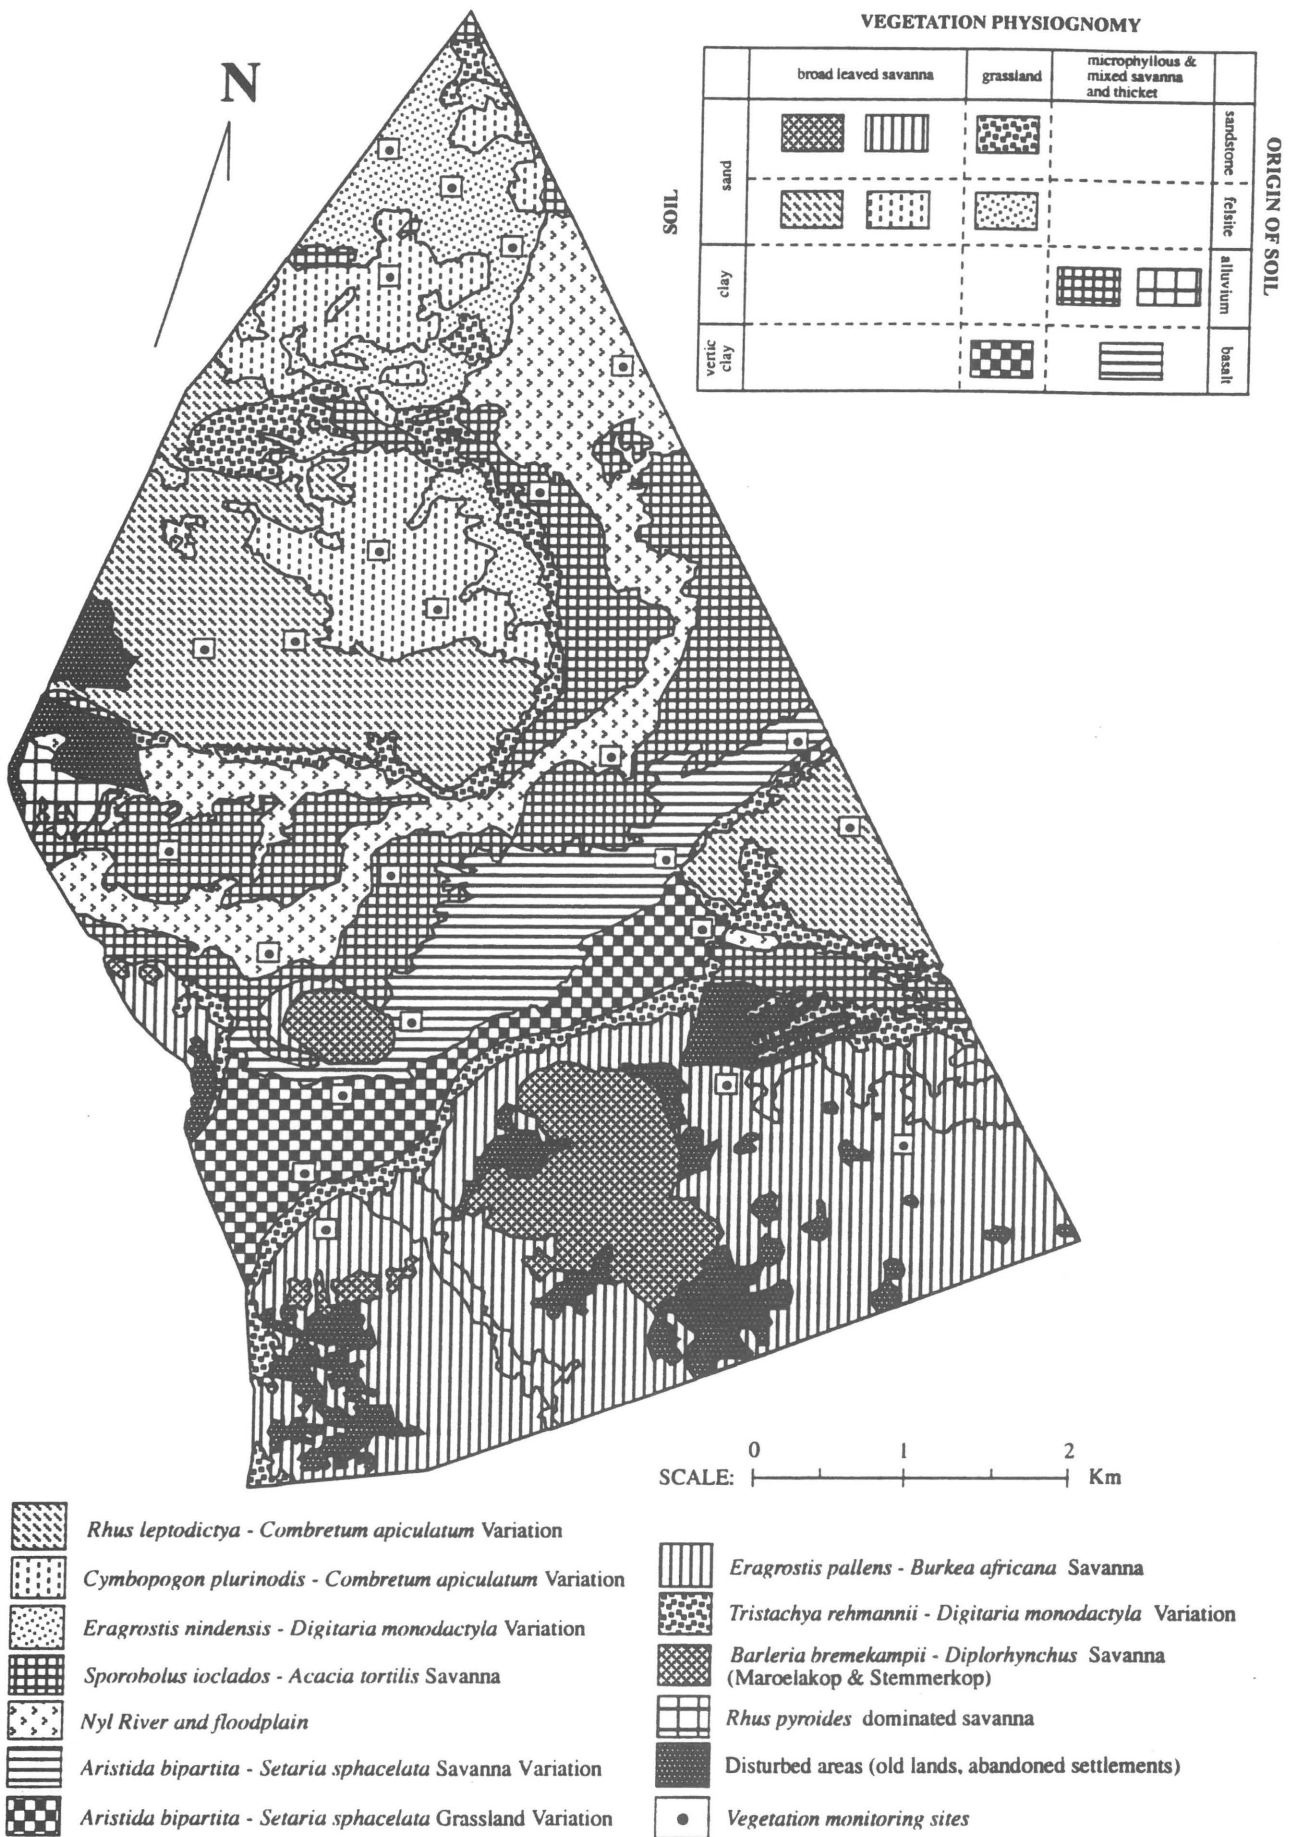 VEGETATION PHYSIOGNOMY
N
broad leaved savanna
grassland
microphyllous &
mixed savanna
and thicket
SOIL
sand
clay
vertic
clay
sandstone
felsite
alluvium
basalt
ORIGIN OF SOIL
0 1 2
SCALE: Km
Rhus leptodictya - Combretum apiculatum Variation
Cymbopogon plurinodis - Combretum apiculatum Variation
Eragrostis nindensis - Digitaria monodactyla Variation
Sporobolus ioclados - Acacia tortilis Savanna
Nyl River and floodplain
Aristida bipartita - Setaria sphacelata Savanna Variation
Aristida bipartita - Setaria sphacelata Grassland Variation
Eragrostis pallens - Burkea africana Savanna
Tristachya rehmannii - Digitaria monodactyla Variation
Barleria bremekampii - Diplorhynchus Savanna
(Maroelakop & Stemmerkop)
Rhus pyroides dominated savanna
Disturbed areas (old lands, abandoned settlements)
Vegetation monitoring sites